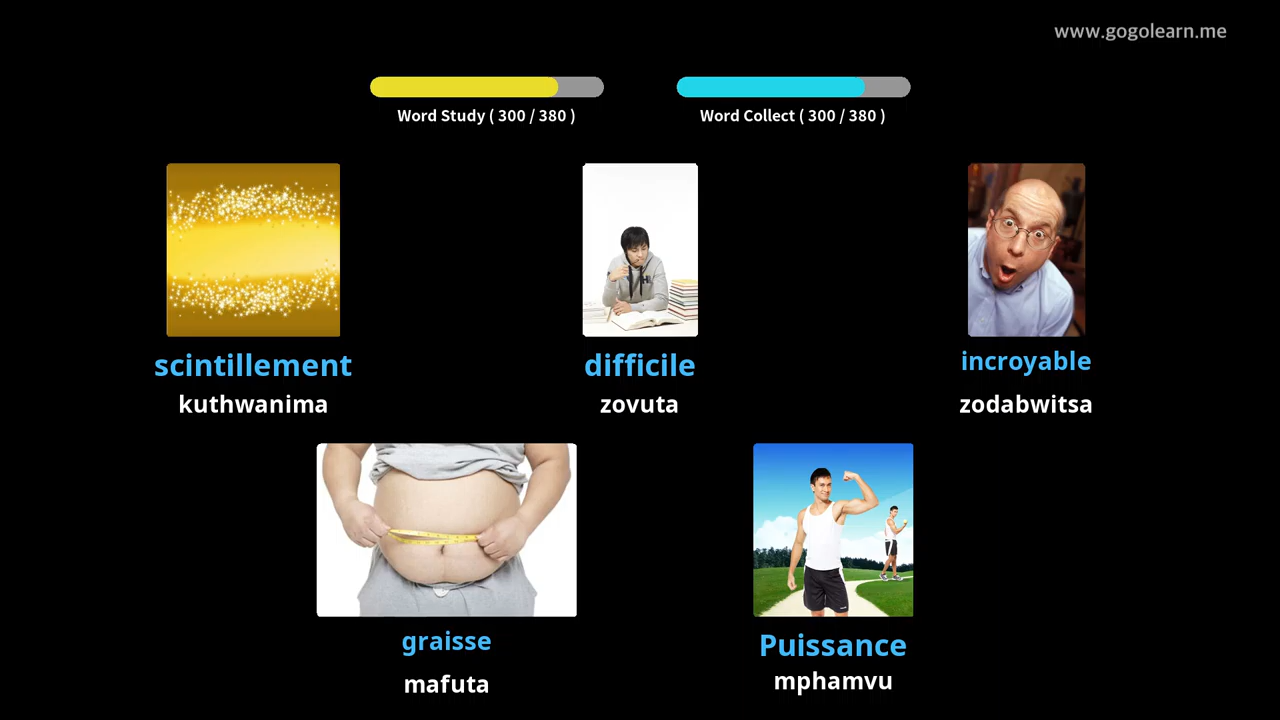 www.gogolearn.me
Word Study ( 300 / 380 )
Word Collect ( 300 / 380 )
scintillement
kuthwanima
difficile
zovuta
incroyable
zodabwitsa
graisse
mafuta
Puissance
mphamvu